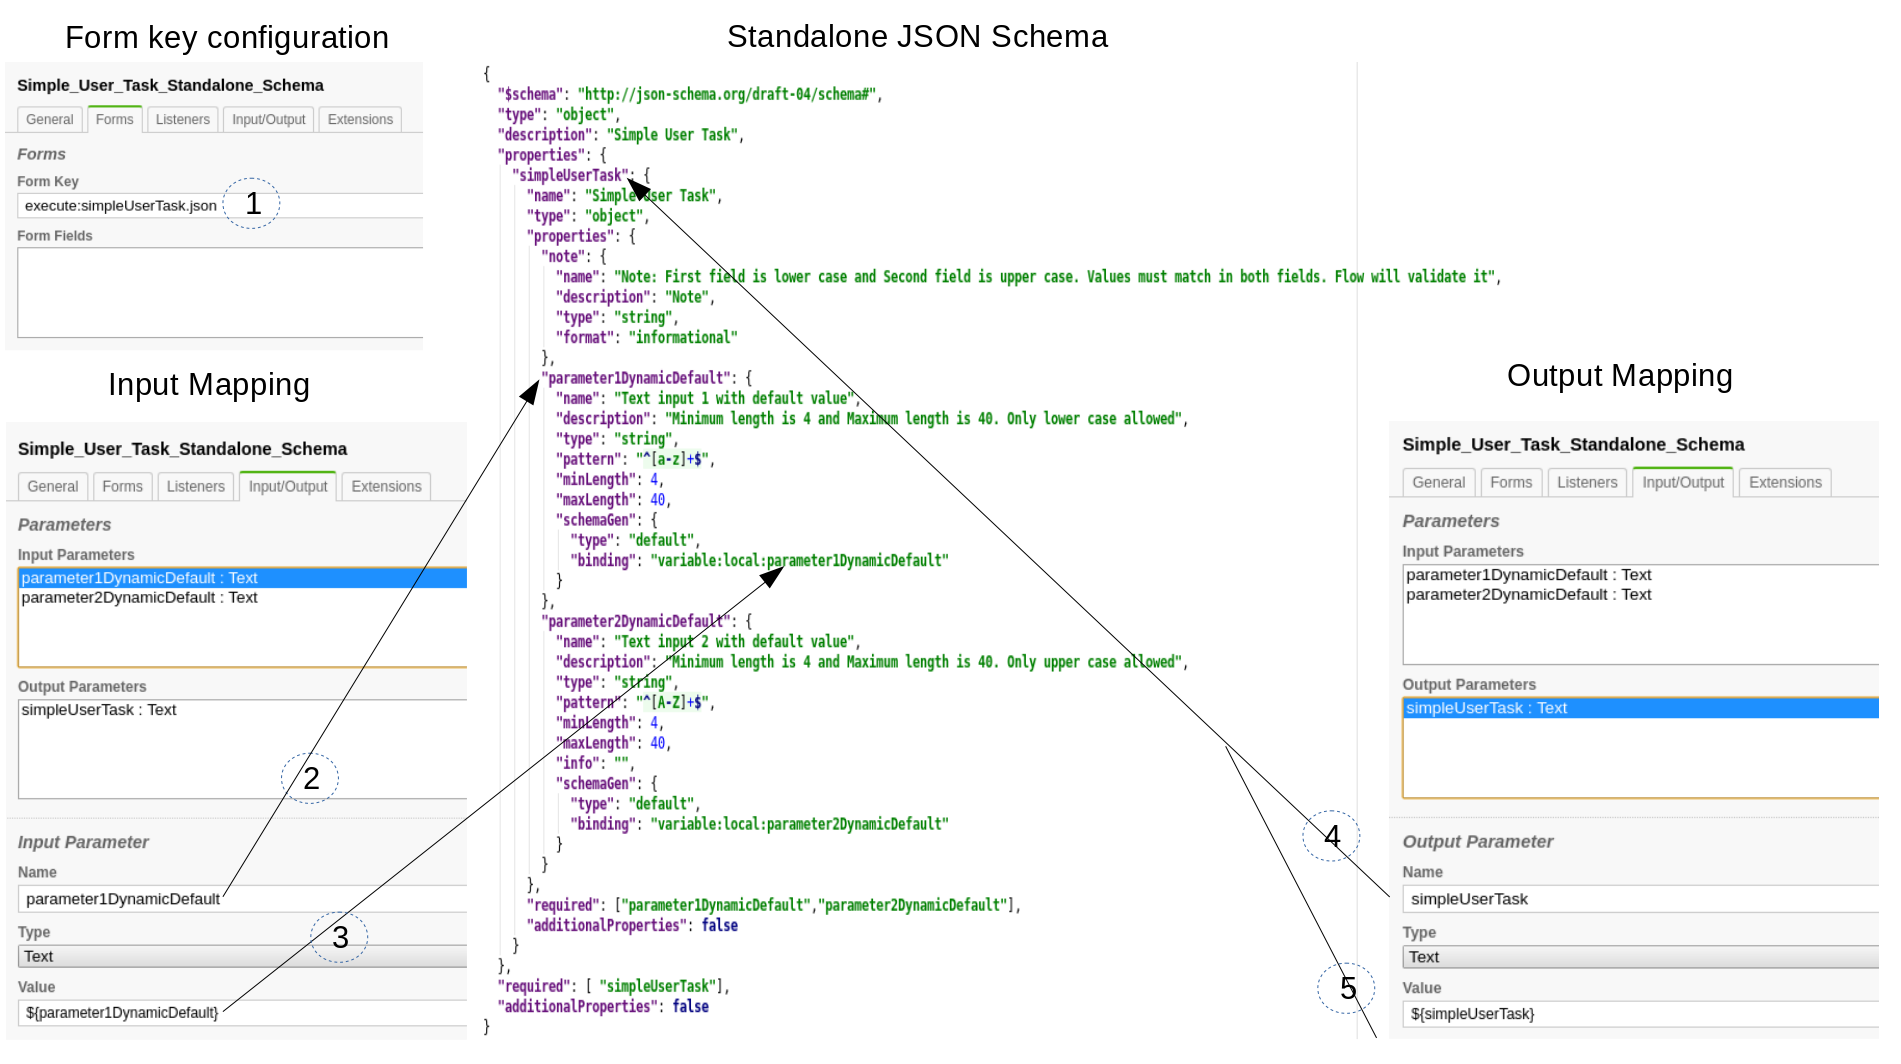 Form key configuration
Simple_User_Task_Standalone_Schema
General Forms Listeners Input/Output Extensions
Forms
Form Key
execute:simpleUserTask.json
1
Form Fields
Input Mapping
Simple_User_Task_Standalone_Schema
General Forms Listeners Input/Output Extensions
Parameters
Input Parameters
parameter1DynamicDefault : Text
parameter2DynamicDefault : Text
Output Parameters
simpleUserTask : Text
2
Input Parameter
Name
parameter1DynamicDefault
3
Type
Text
Value
${parameter1DynamicDefault}
Standalone JSON Schema
{
"$schema": "http://json-schema.org/draft-04/schema#",
"type": "object",
"description": "Simple User Task",
"properties": {
"simpleUserTask": {
"name": "Simple User Task",
"type": "object",
"properties": {
"note": {
"name": "Note: First field is lower case and Second field is upper case. Values must match in both fields. Flow will validate it",
"description": "Note",
"type": "string",
"format": "informational"
},
"parameter1DynamicDefault": {
"name": "Text input 1 with default value",
"description": "Minimum length is 4 and Maximum length is 40. Only lower case allowed",
"type": "string",
"pattern": "^[a-z]+$",
"minLength": 4,
"maxLength": 40,
"schemaGen": {
"type": "default",
"binding": "variable:local:parameter1DynamicDefault"
}
},
"parameter2DynamicDefault": {
"name": "Text input 2 with default value",
"description": "Minimum length is 4 and Maximum length is 40. Only upper case allowed",
"type": "string",
"pattern": "^[A-Z]+$",
"minLength": 4,
"maxLength": 40,
"info": "",
"schemaGen": {
"type": "default",
"binding": "variable:local:parameter2DynamicDefault"
}
}
},
"required": ["parameter1DynamicDefault","parameter2DynamicDefault"],
"additionalProperties": false
}
},
"required": [ "simpleUserTask"],
"additionalProperties": false
}
4
5
Output Mapping
Simple_User_Task_Standalone_Schema
General Forms Listeners Input/Output Extensions
Parameters
Input Parameters
parameter1DynamicDefault : Text
parameter2DynamicDefault : Text
Output Parameters
simpleUserTask : Text
Output Parameter
Name
simpleUserTask
Type
Text
Value
${simpleUserTask}